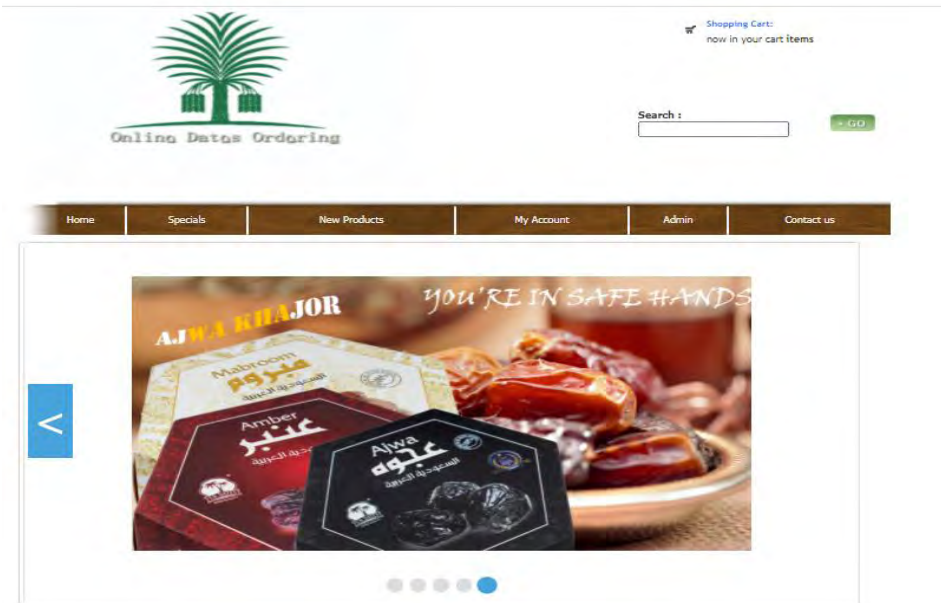 Shopping Cart:
now in your cart items
Online Dates Ordering
Search :
GO
Home
Specials
New Products
My Account
Admin
Contact us
AJWA KHAJOR
YOU'RE IN SAFE HANDS
Mabroom
مبروم
السعودية العربية
Amber
عنبر
Ajwa
عجوه
السعودية العربية
<